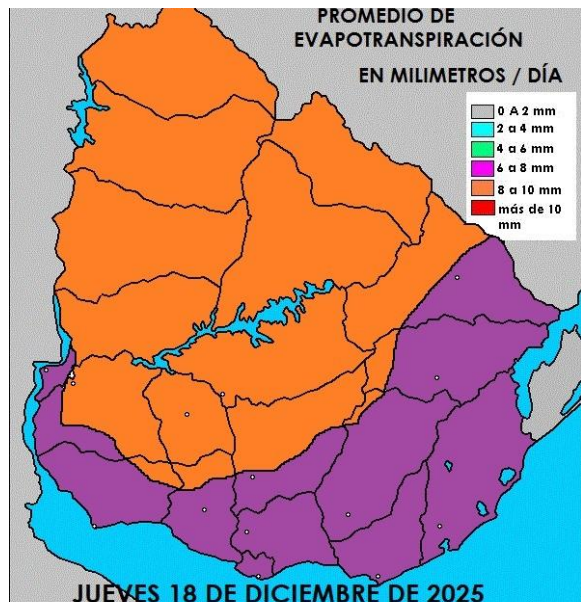 PROMEDIO DE
EVAPOTRANSPIRACIÓN
EN MILIMETROS / DÍA
0 A 2 mm
2 a 4 mm
4 a 6 mm
6 a 8 mm
8 a 10 mm
más de 10
mm
JUEVES 18 DE DICIEMBRE DE 2025